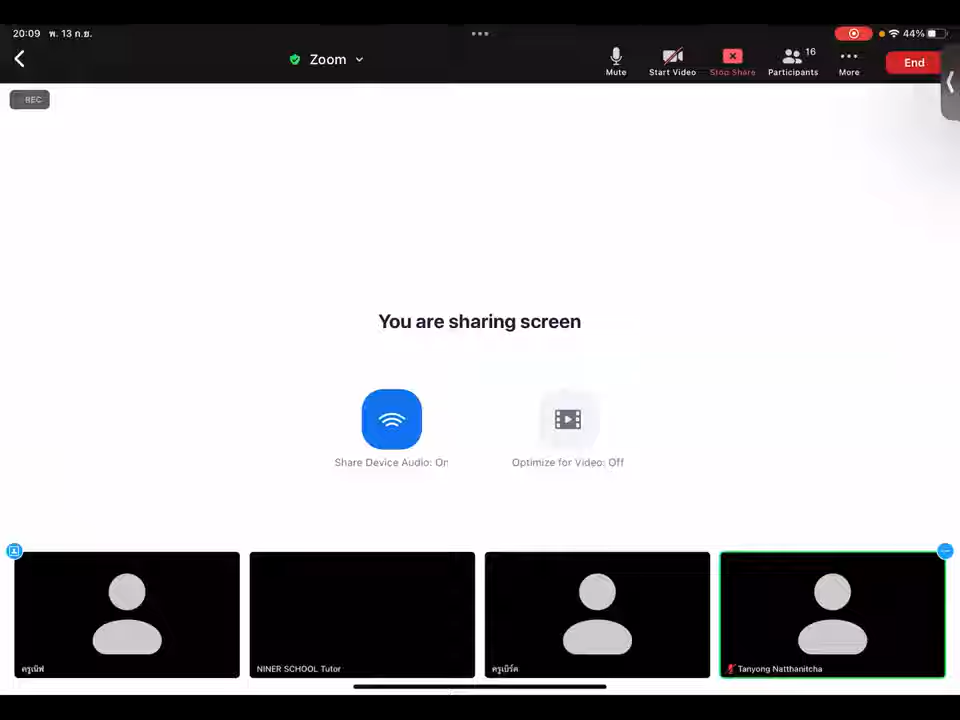 20:09 พ. 13 ก.ย.
44%
Zoom
Mute
Start Video
Stop Share
16
Participants
More
End
REC
You are sharing screen
Share Device Audio: On
Optimize for Video: Off
ครูเนิฟ
NINER SCHOOL Tutor
ครูเบิร์ด
Tanyong Natthanitcha